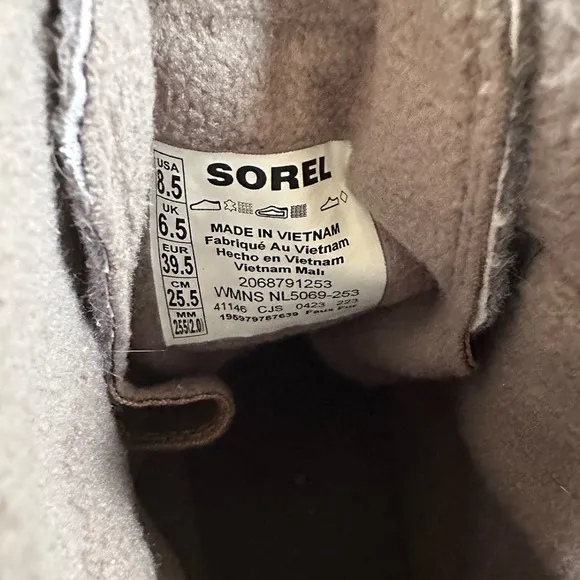 USA
8.5
UK
6.5
EUR
39.5
CM
25.5
MM
255(2.0)
SOREL
MADE IN VIETNAM
Fabriqué Au Vietnam
Hecho en Vietnam
Vietnam Malı
2068791253
WMNS NL5069-253
41146 CJS 0423 223
195979787639 Faux Fur